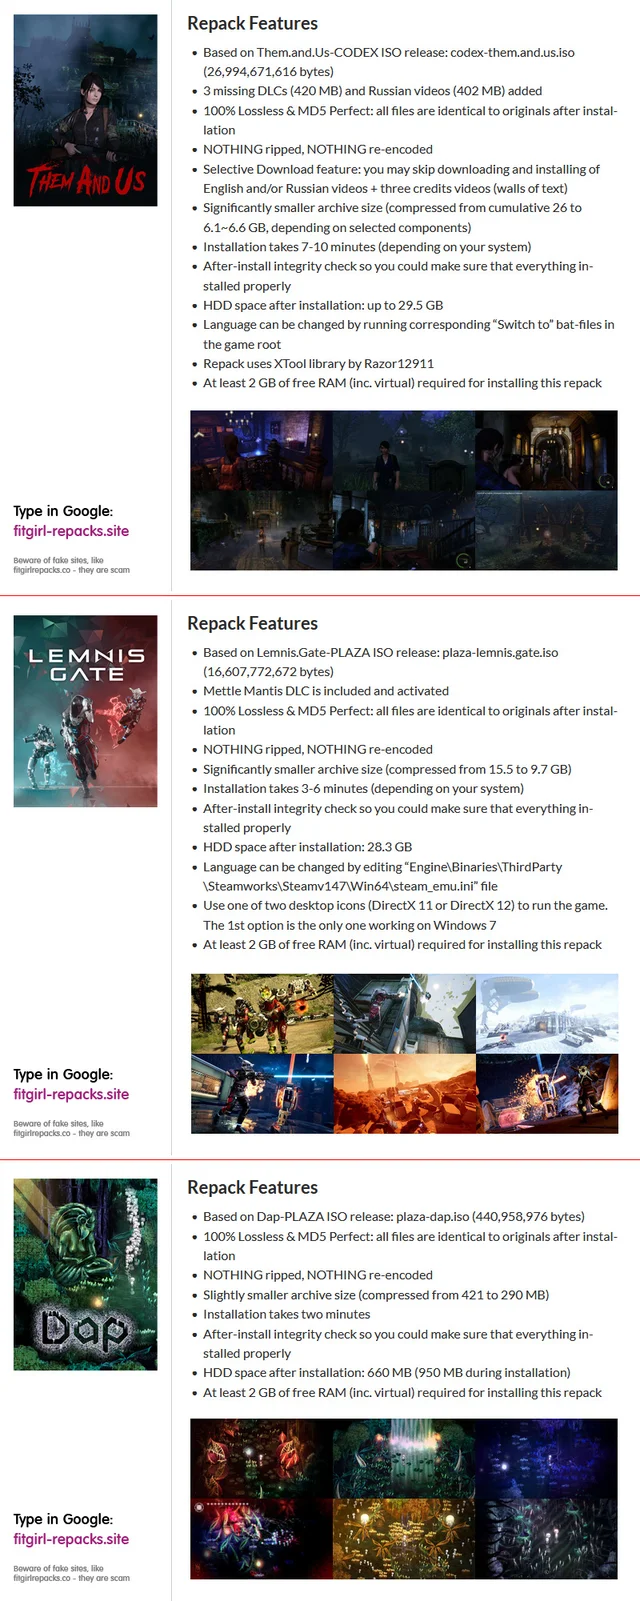 THEM AND US
Repack Features
• Based on Them.and.Us-CODEX ISO release: codex-them.and.us.iso
(26,994,671,616 bytes)
• 3 missing DLCs (420 MB) and Russian videos (402 MB) added
• 100% Lossless & MD5 Perfect: all files are identical to originals after instal-
lation
• NOTHING ripped, NOTHING re-encoded
• Selective Download feature: you may skip downloading and installing of
English and/or Russian videos + three credits videos (walls of text)
• Significantly smaller archive size (compressed from cumulative 26 to
6.1~6.6 GB, depending on selected components)
• Installation takes 7-10 minutes (depending on your system)
• After-install integrity check so you could make sure that everything in-
stalled properly
• HDD space after installation: up to 29.5 GB
• Language can be changed by running corresponding “Switch to” bat-files in
the game root
• Repack uses XTool library by Razor12911
• At least 2 GB of free RAM (inc. virtual) required for installing this repack
Type in Google:
fitgirl-repacks.site
Beware of fake sites, like
fitgirlrepacks.co - they are scam
LEMNIS
GATE
Repack Features
• Based on Lemnis.Gate-PLAZA ISO release: plaza-lemnis.gate.iso
(16,607,772,672 bytes)
• Mettle Mantis DLC is included and activated
• 100% Lossless & MD5 Perfect: all files are identical to originals after instal-
lation
• NOTHING ripped, NOTHING re-encoded
• Significantly smaller archive size (compressed from 15.5 to 9.7 GB)
• Installation takes 3-6 minutes (depending on your system)
• After-install integrity check so you could make sure that everything in-
stalled properly
• HDD space after installation: 28.3 GB
• Language can be changed by editing “Engine\Binaries\ThirdParty
\Steamworks\Steamv147\Win64\steam_emu.ini” file
• Use one of two desktop icons (DirectX 11 or DirectX 12) to run the game.
The 1st option is the only one working on Windows 7
• At least 2 GB of free RAM (inc. virtual) required for installing this repack
Type in Google:
fitgirl-repacks.site
Beware of fake sites, like
fitgirlrepacks.co - they are scam
Dap
Repack Features
• Based on Dap-PLAZA ISO release: plaza-dap.iso (440,958,976 bytes)
• 100% Lossless & MD5 Perfect: all files are identical to originals after instal-
lation
• NOTHING ripped, NOTHING re-encoded
• Slightly smaller archive size (compressed from 421 to 290 MB)
• Installation takes two minutes
• After-install integrity check so you could make sure that everything in-
stalled properly
• HDD space after installation: 660 MB (950 MB during installation)
• At least 2 GB of free RAM (inc. virtual) required for installing this repack
Type in Google:
fitgirl-repacks.site
Beware of fake sites, like
fitgirlrepacks.co - they are scam